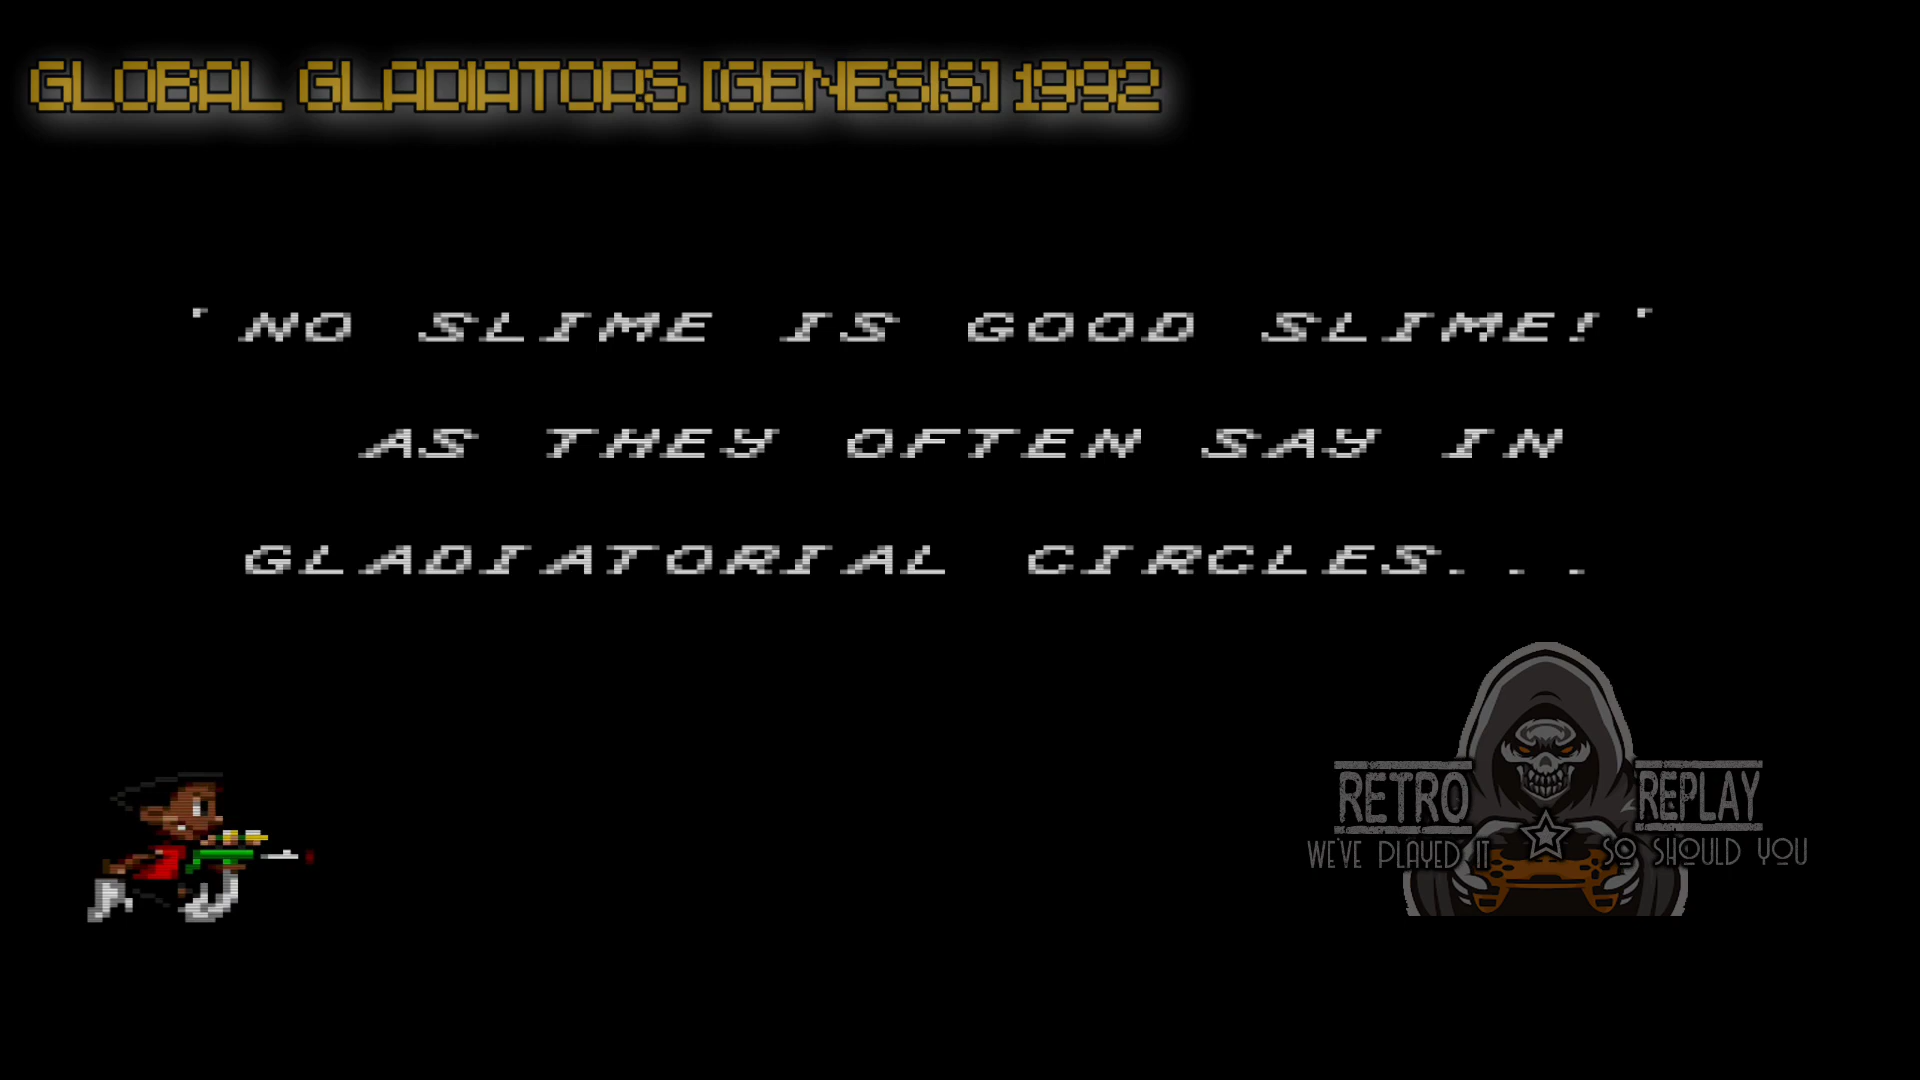 GLOBAL GLADIATORS [GENESIS] 1992
'NO SLIME IS GOOD SLIME!'
AS THEY OFTEN SAY IN
GLADIATORIAL CIRCLES...
RETRO REPLAY
WE'VE PLAYED IT SO SHOULD YOU